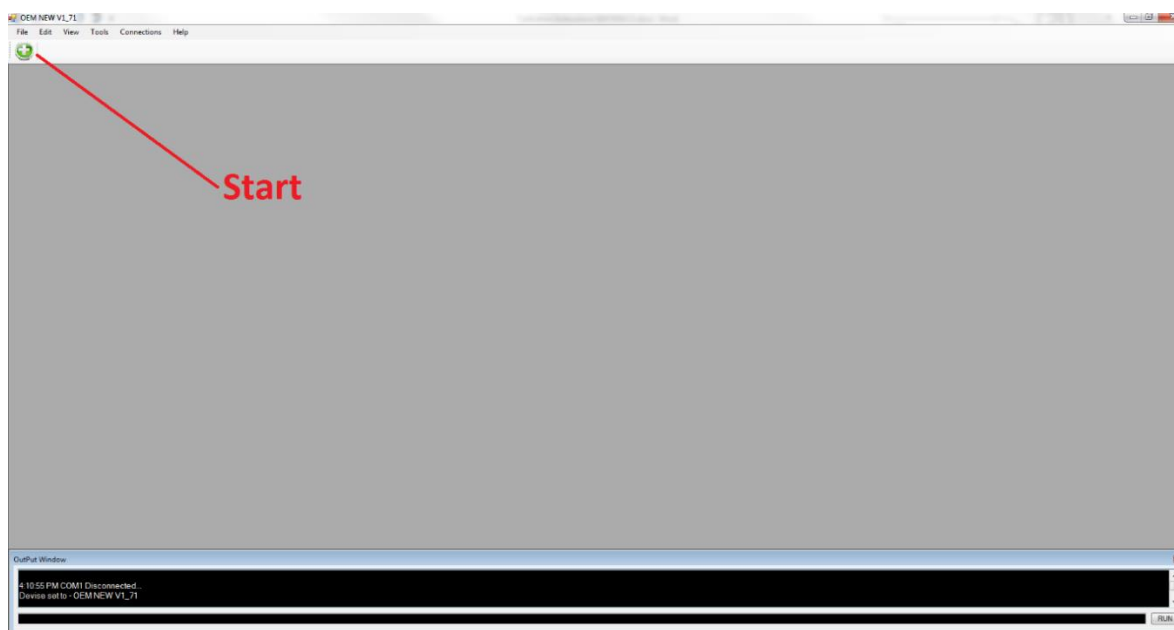 OEM NEW V1_71
File Edit View Tools Connections Help
Start
OutPut Window
4:10:55 PM COM1 Disconnected...
Devise set to - OEM NEW V1_71
RUN